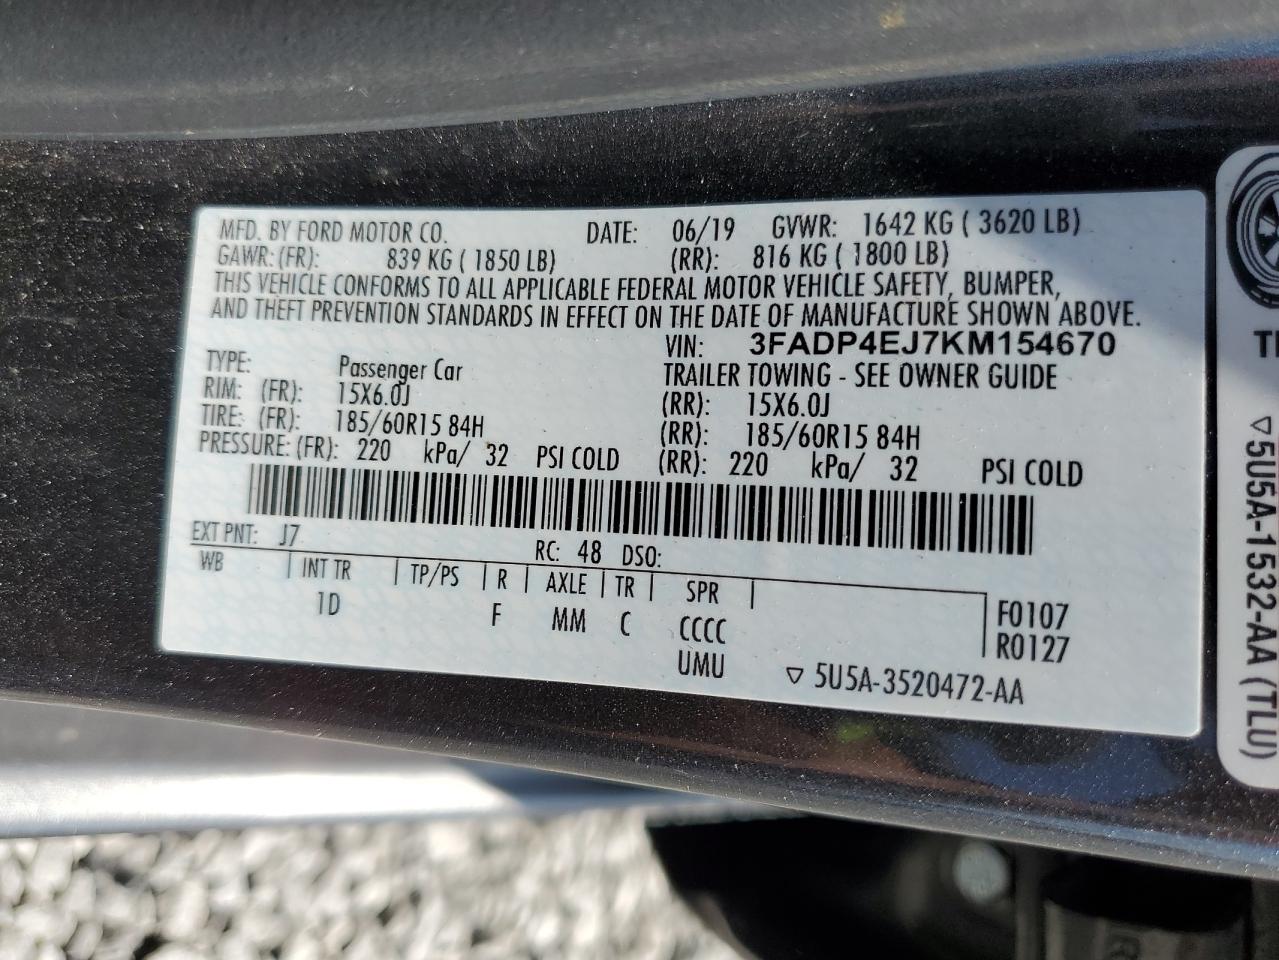 MFD. BY FORD MOTOR CO. DATE: 06/19 GVWR: 1642 KG ( 3620 LB)
GAWR: (FR): 839 KG ( 1850 LB) (RR): 816 KG ( 1800 LB)
THIS VEHICLE CONFORMS TO ALL APPLICABLE FEDERAL MOTOR VEHICLE SAFETY, BUMPER,
AND THEFT PREVENTION STANDARDS IN EFFECT ON THE DATE OF MANUFACTURE SHOWN ABOVE.
VIN: 3FADP4EJ7KM154670
TYPE: Passenger Car TRAILER TOWING - SEE OWNER GUIDE
RIM: (FR): 15X6.0J (RR): 15X6.0J
TIRE: (FR): 185/60R15 84H (RR): 185/60R15 84H
PRESSURE: (FR): 220 kPa/ 32 PSI COLD (RR): 220 kPa/ 32 PSI COLD
EXT PNT: J7 RC: 48 DSO:
WB INT TR TP/PS R AXLE TR SPR
1D F MM C CCCC F0107
UMU R0127
▽ 5U5A-3520472-AA
▽5U5A-1532-AA (TLU)